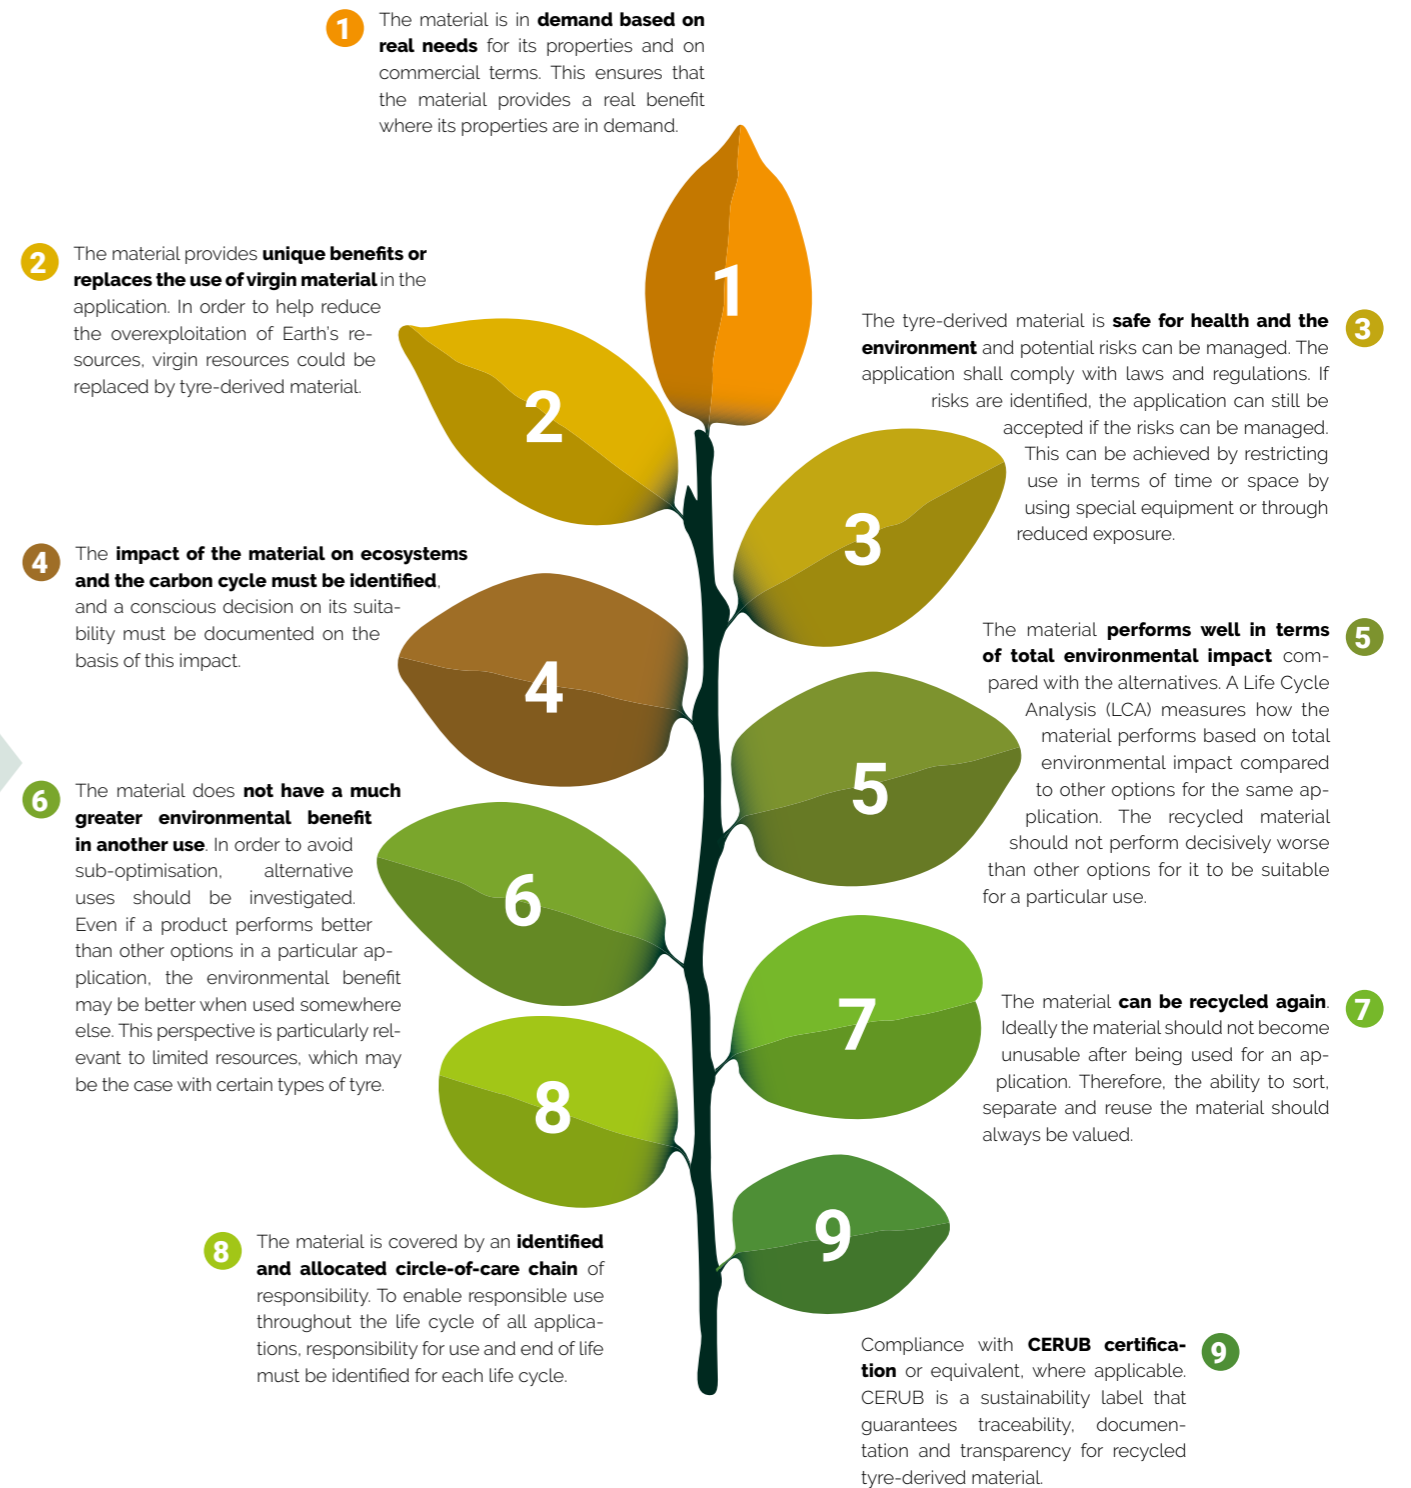 1
The material is in demand based on
real needs for its properties and on
commercial terms. This ensures that
the material provides a real benefit
where its properties are in demand.
1
2
The material provides unique benefits or
replaces the use of virgin material in the
application. In order to help reduce
the overexploitation of Earth's re-
sources, virgin resources could be
replaced by tyre-derived material.
2
The tyre-derived material is safe for health and the
environment and potential risks can be managed. The
application shall comply with laws and regulations. If
risks are identified, the application can still be
accepted if the risks can be managed.
This can be achieved by restricting
use in terms of time or space by
using special equipment or through
reduced exposure.
3
3
4
The impact of the material on ecosystems
and the carbon cycle must be identified,
and a conscious decision on its suita-
bility must be documented on the
basis of this impact.
4
The material performs well in terms
of total environmental impact com-
pared with the alternatives. A Life Cycle
Analysis (LCA) measures how the
material performs based on total
environmental impact compared
to other options for the same ap-
plication. The recycled material
should not perform decisively worse
than other options for it to be suitable
for a particular use.
5
5
6
The material does not have a much
greater environmental benefit
in another use. In order to avoid
sub-optimisation, alternative
uses should be investigated.
Even if a product performs better
than other options in a particular ap-
plication, the environmental benefit
may be better when used somewhere
else. This perspective is particularly rel-
evant to limited resources, which may
be the case with certain types of tyre.
6
The material can be recycled again.
Ideally the material should not become
unusable after being used for an ap-
plication. Therefore, the ability to sort,
separate and reuse the material should
always be valued.
7
7
8
8
The material is covered by an identified
and allocated circle-of-care chain of
responsibility. To enable responsible use
throughout the life cycle of all applica-
tions, responsibility for use and end of life
must be identified for each life cycle.
9
Compliance with CERUB certifica-
tion or equivalent, where applicable.
CERUB is a sustainability label that
guarantees traceability, documen-
tation and transparency for recycled
tyre-derived material.
9